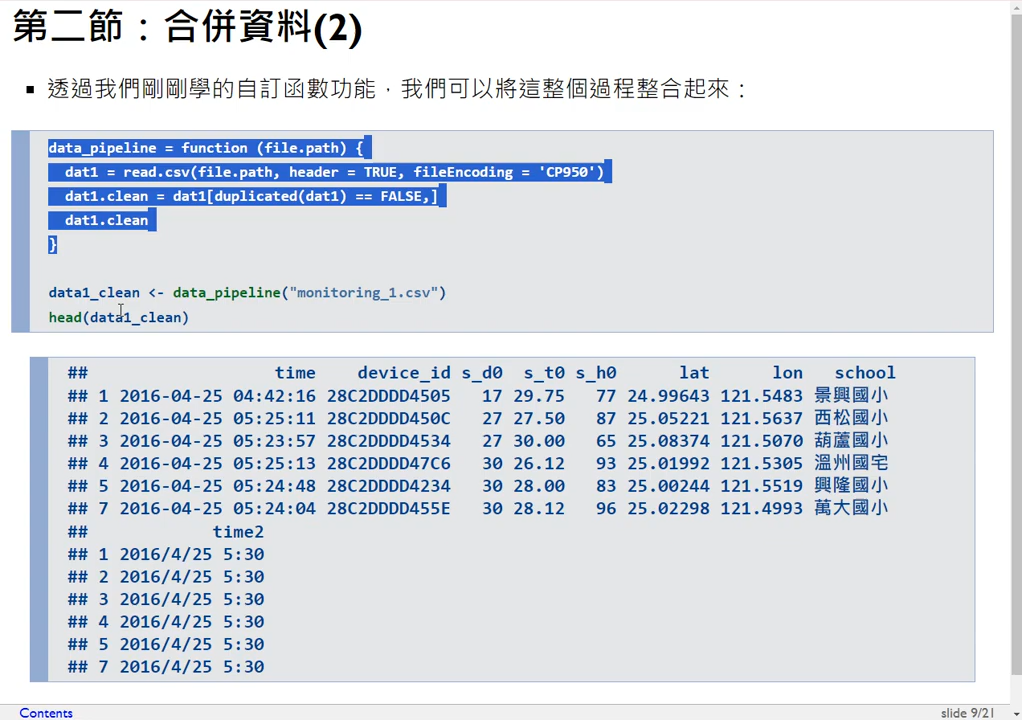 第二節：合併資料(2)
透過我們剛剛學的自訂函數功能，我們可以將這整個過程整合起來：
data_pipeline = function (file.path) {
  dat1 = read.csv(file.path, header = TRUE, fileEncoding = 'CP950')
  dat1.clean = dat1[duplicated(dat1) == FALSE,]
  dat1.clean
}
data1_clean <- data_pipeline("monitoring_1.csv")
head(data1_clean)
##                  time    device_id s_d0  s_t0 s_h0      lat      lon   school
## 1 2016-04-25 04:42:16 28C2DDDD4505   17 29.75   77 24.99643 121.5483 景興國小
## 2 2016-04-25 05:25:11 28C2DDDD450C   27 27.50   87 25.05221 121.5637 西松國小
## 3 2016-04-25 05:23:57 28C2DDDD4534   27 30.00   65 25.08374 121.5070 葫蘆國小
## 4 2016-04-25 05:25:13 28C2DDDD47C6   30 26.12   93 25.01992 121.5305 溫州國宅
## 5 2016-04-25 05:24:48 28C2DDDD4234   30 28.00   83 25.00244 121.5519 興隆國小
## 7 2016-04-25 05:24:04 28C2DDDD455E   30 28.12   96 25.02298 121.4993 萬大國小
##            time2
## 1 2016/4/25 5:30
## 2 2016/4/25 5:30
## 3 2016/4/25 5:30
## 4 2016/4/25 5:30
## 5 2016/4/25 5:30
## 7 2016/4/25 5:30
Contents
slide 9/21